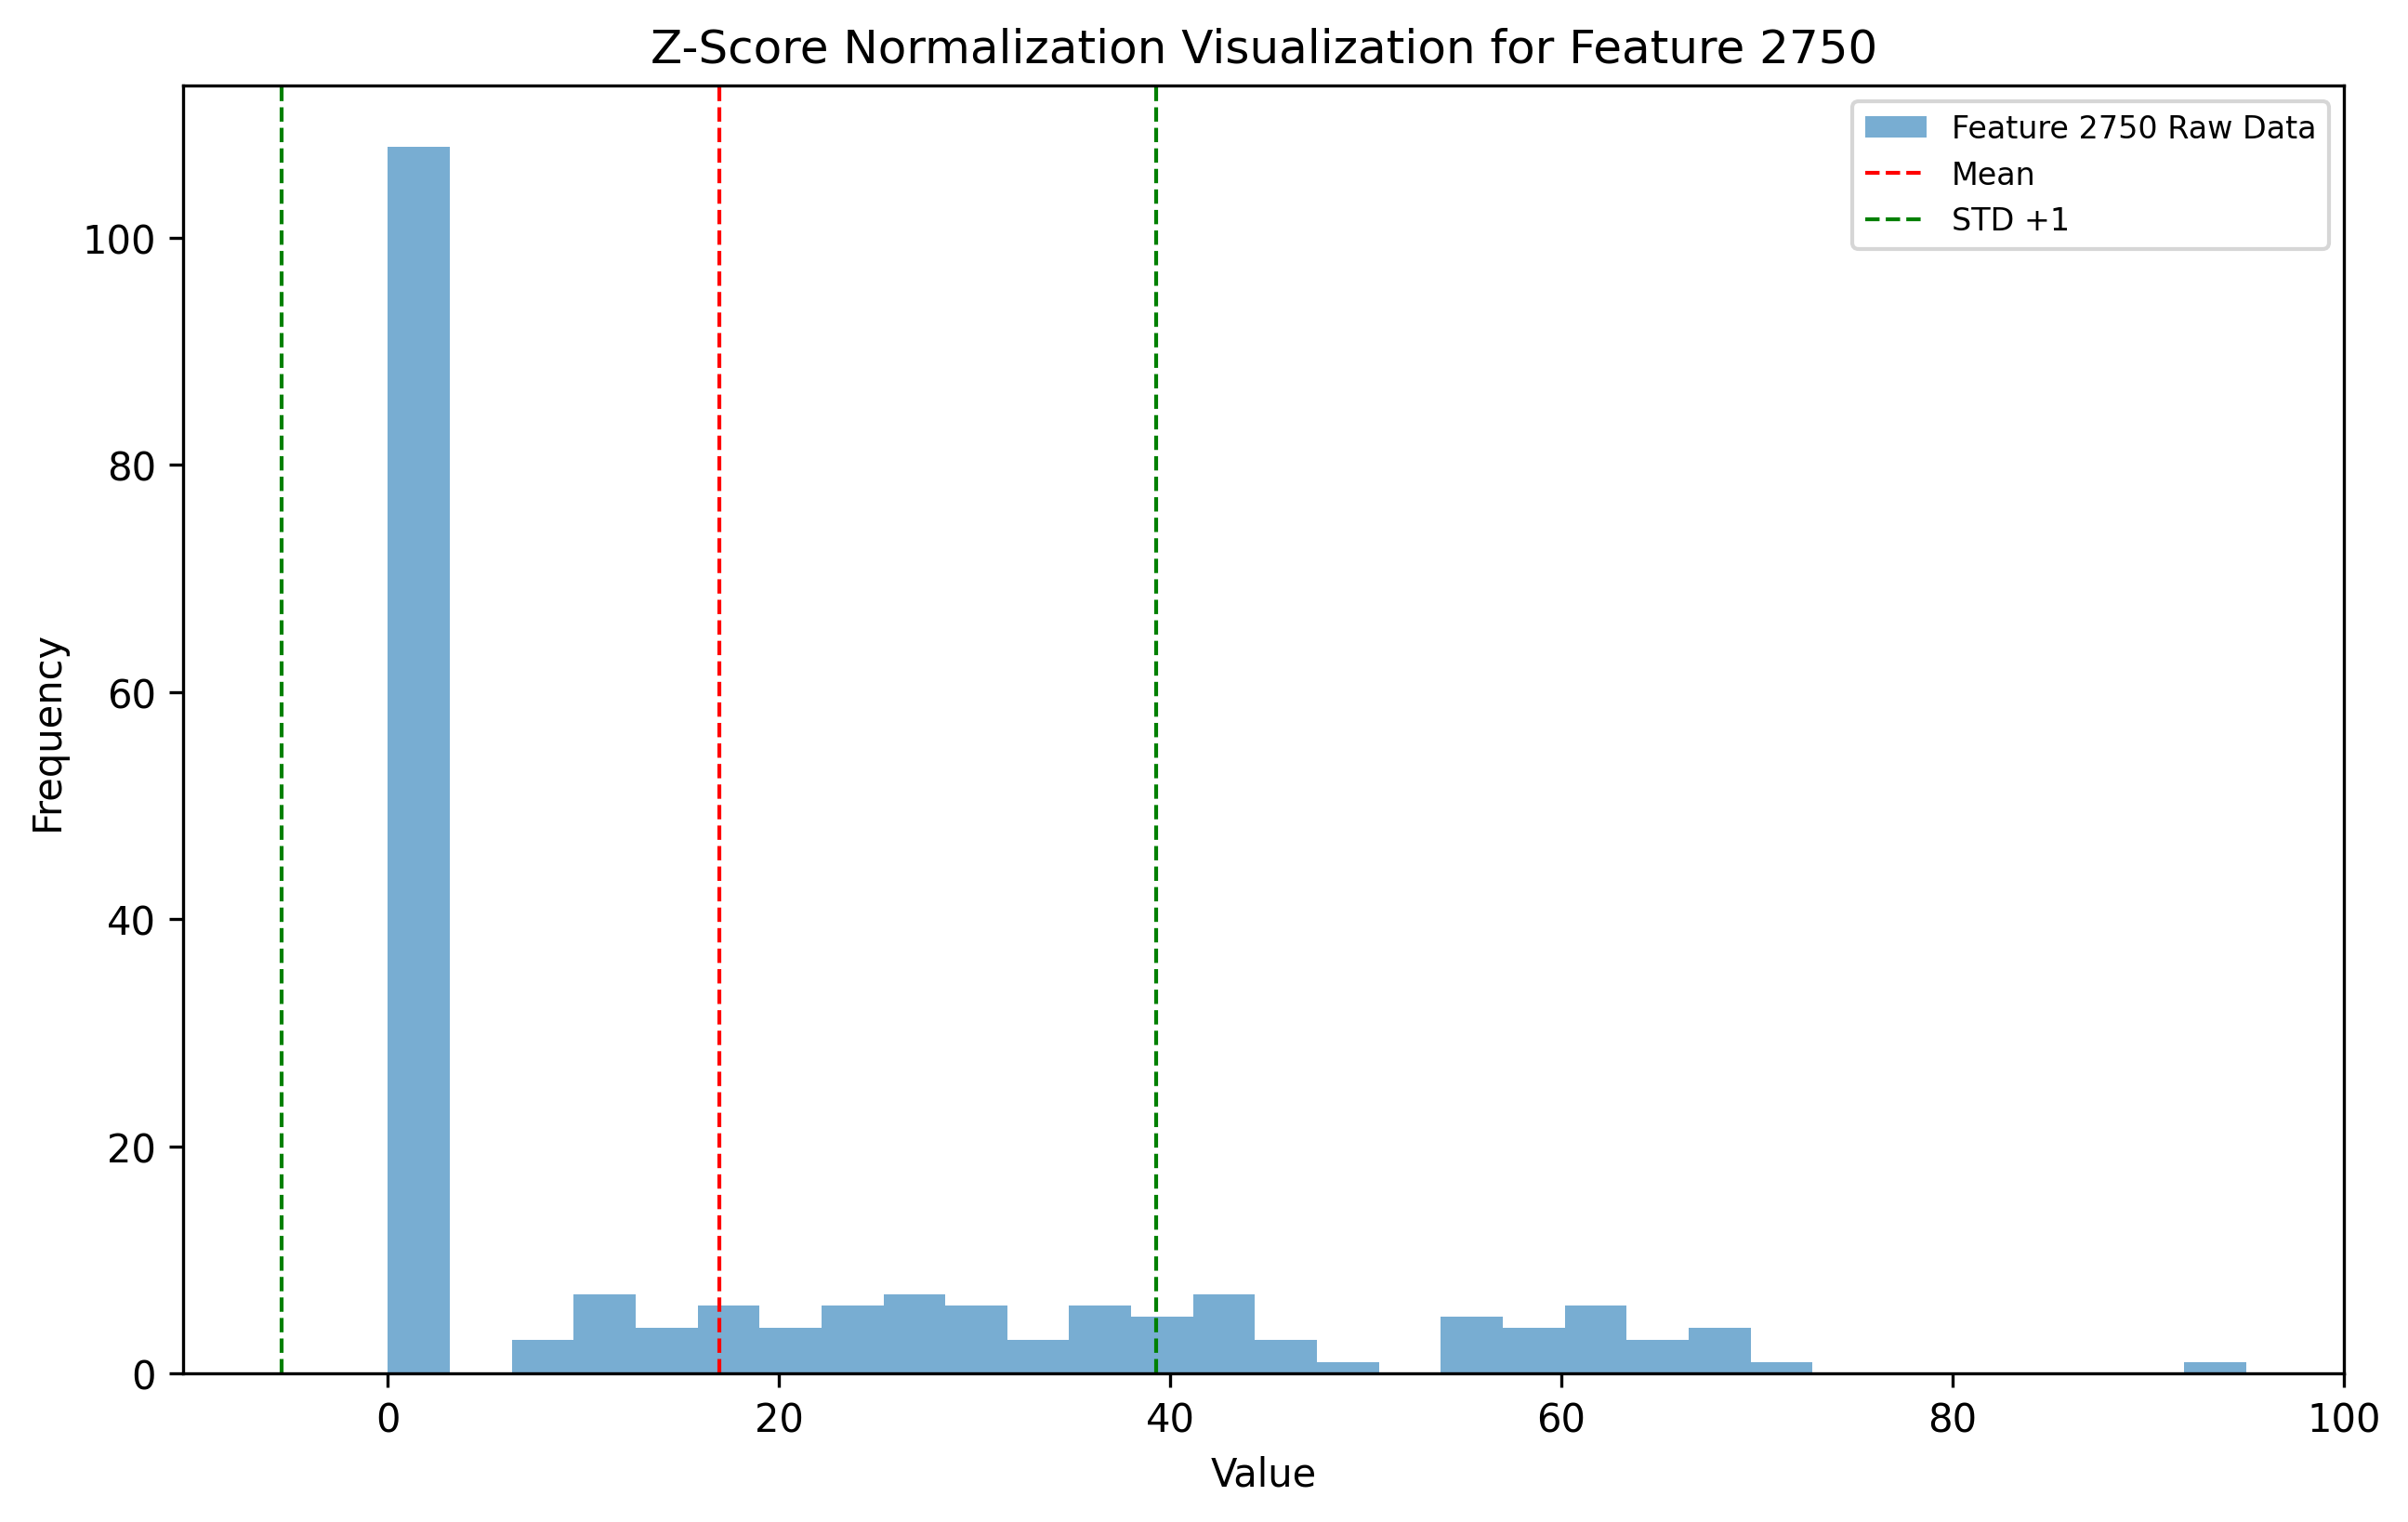 Z-Score Normalization Visualization for Feature 2750
Feature 2750 Raw Data
Mean
STD +1
100
80
60
40
20
0
Frequency
0 20 40 60 80 100
Value